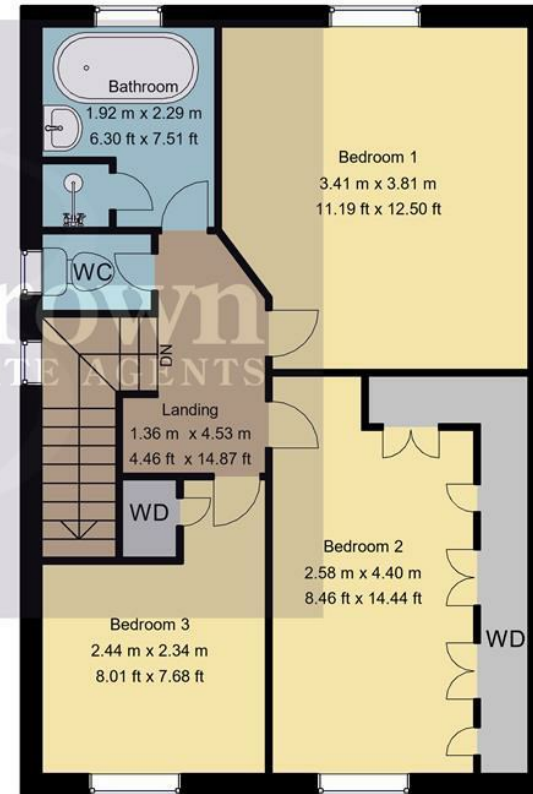 Bathroom
1.92 m x 2.29 m
6.30 ft x 7.51 ft
Bedroom 1
3.41 m x 3.81 m
11.19 ft x 12.50 ft
WC
rown
TE AGENTS
DN
Landing
1.36 m x 4.53 m
4.46 ft x 14.87 ft
WD
Bedroom 2
2.58 m x 4.40 m
8.46 ft x 14.44 ft
WD
Bedroom 3
2.44 m x 2.34 m
8.01 ft x 7.68 ft